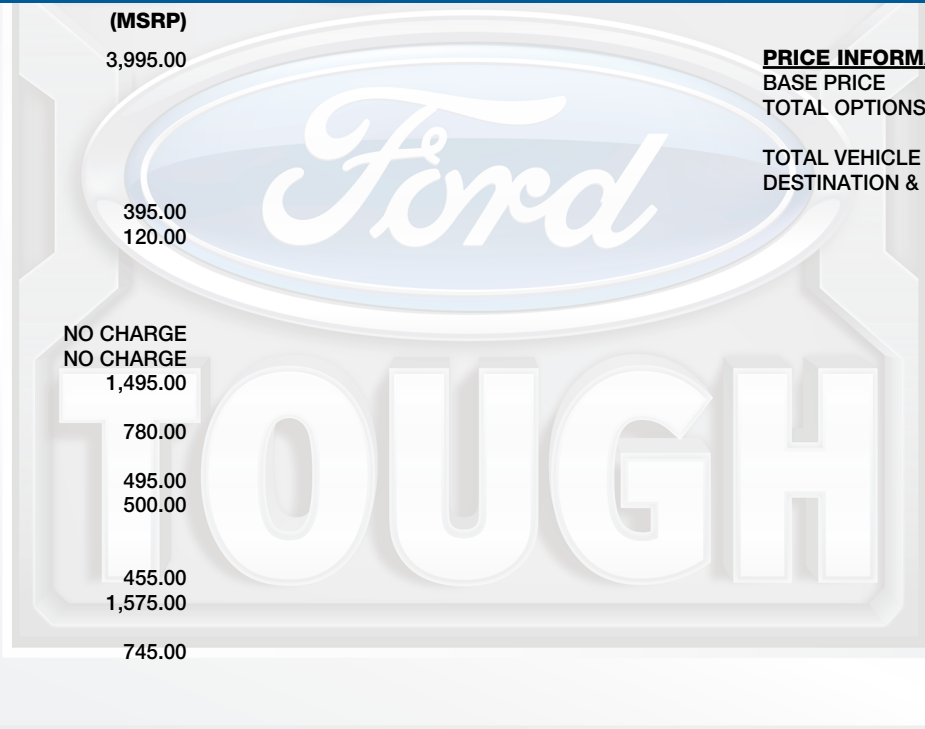 (MSRP)
3,995.00
PRICE INFORM
BASE PRICE
TOTAL OPTIONS
TOTAL VEHICLE
DESTINATION &
395.00
120.00
Ford
NO CHARGE
NO CHARGE
1,495.00
780.00
495.00
500.00
455.00
1,575.00
745.00
TOUGH